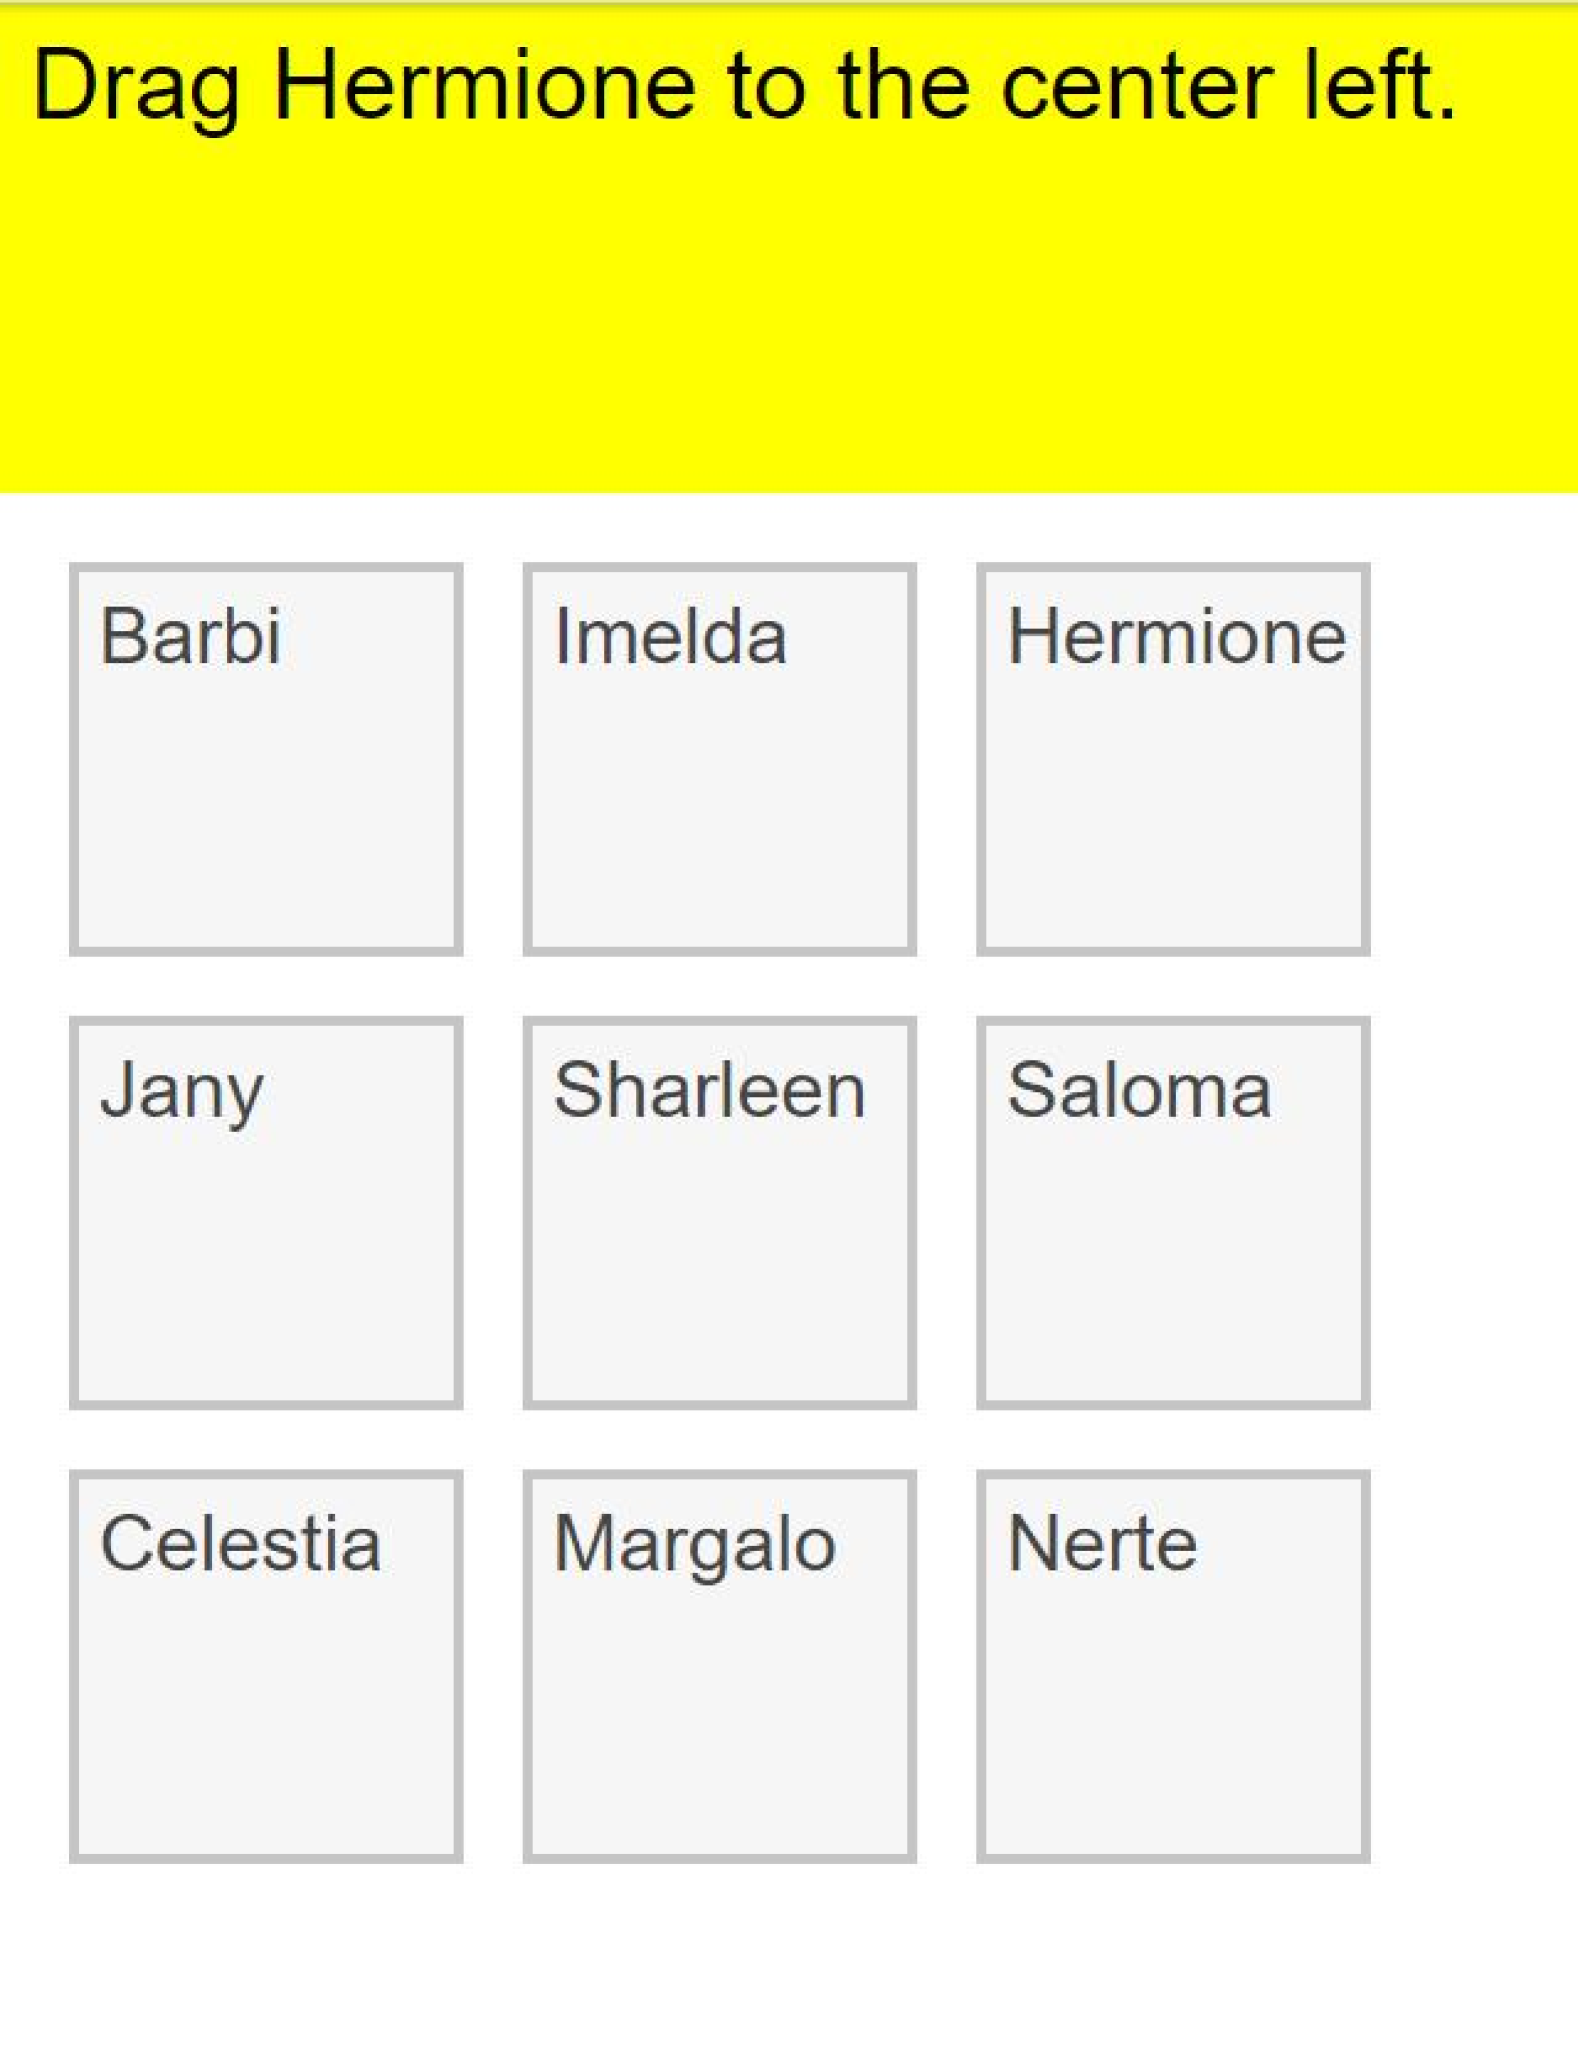 Drag Hermione to the center left.
Barbi
Imelda
Hermione
Jany
Sharleen
Saloma
Celestia
Margalo
Nerte